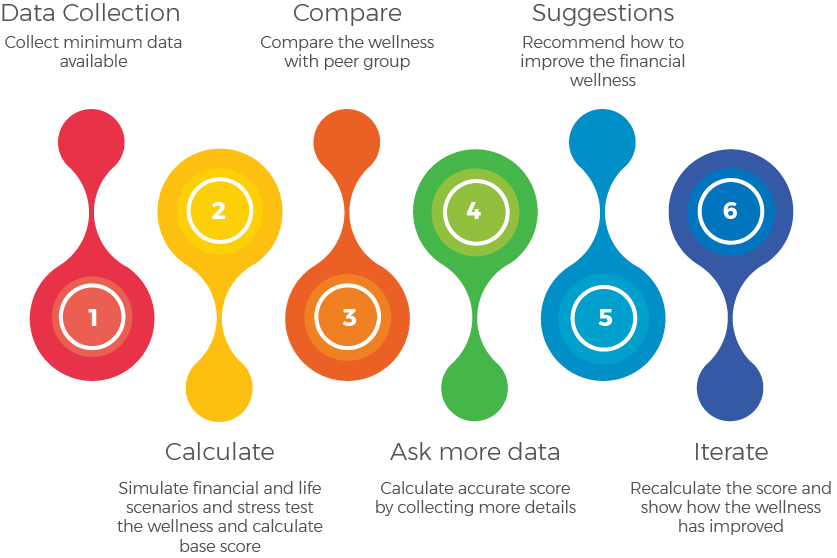 Data Collection
Collect minimum data
available
Compare
Compare the wellness
with peer group
Suggestions
Recommend how to
improve the financial
wellness
1
2
3
4
5
6
Calculate
Simulate financial and life
scenarios and stress test
the wellness and calculate
base score
Ask more data
Calculate accurate score
by collecting more details
Iterate
Recalculate the score and
show how the wellness
has improved